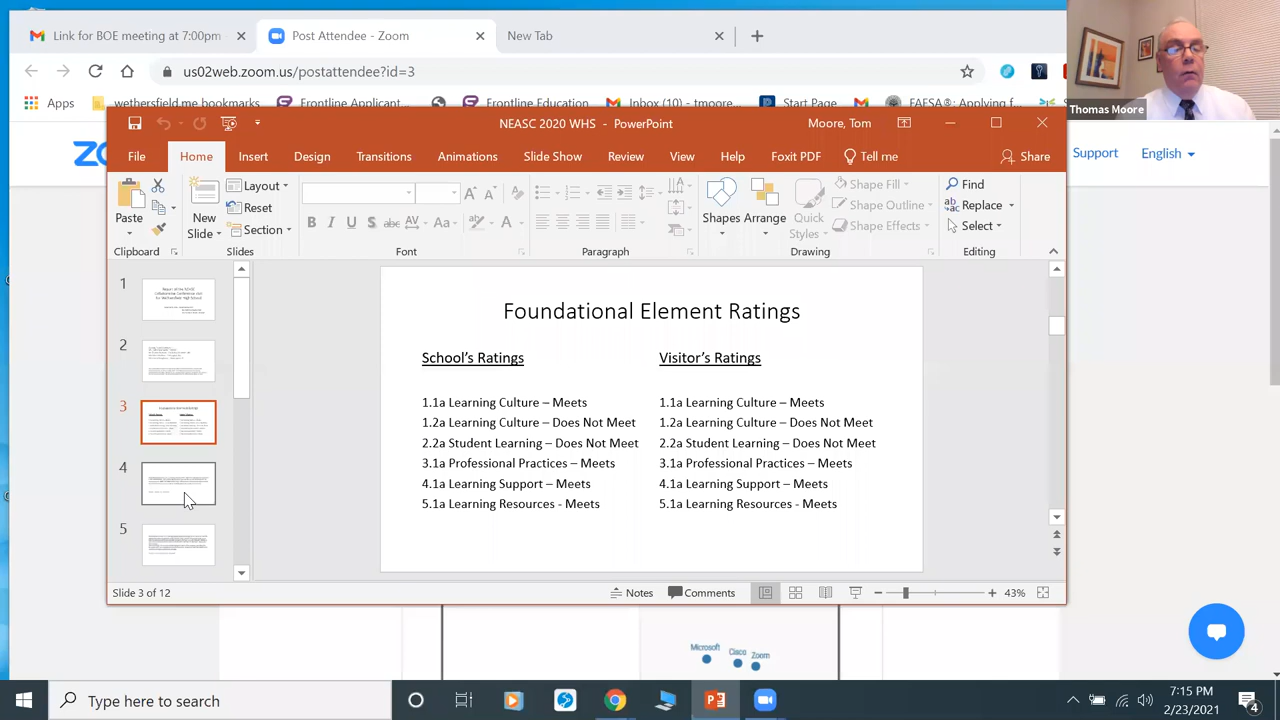 Link for BOE meeting at 7:00pm
Post Attendee - Zoom
New Tab
us02web.zoom.us/postattendee?id=3
Apps
wethersfield.me bookmarks
Frontline Applicant
Frontline Education
Inbox (10) - tmoore
Start Page
FAFSA®: Applying f
Thomas Moore
Support
English
NEASC 2020 WHS - PowerPoint
Moore, Tom
File
Home
Insert
Design
Transitions
Animations
Slide Show
Review
View
Help
Foxit PDF
Tell me
Share
Paste
New
Slide
Layout
Reset
Section
Shapes
Arrange
Quick
Styles
Shape Fill
Shape Outline
Shape Effects
Find
Replace
Select
Clipboard
Slides
Font
Paragraph
Drawing
Editing
1
2
3
4
5
Foundational Element Ratings
School's Ratings
1.1a Learning Culture – Meets
1.2a Learning Culture – Does Not Meet
2.2a Student Learning – Does Not Meet
3.1a Professional Practices – Meets
4.1a Learning Support – Meets
5.1a Learning Resources - Meets
Visitor's Ratings
1.1a Learning Culture – Meets
1.2a Learning Culture – Does Not Meet
2.2a Student Learning – Does Not Meet
3.1a Professional Practices – Meets
4.1a Learning Support – Meets
5.1a Learning Resources - Meets
Slide 3 of 12
Notes
Comments
43%
Microsoft
Cisco
Zoom
Type here to search
7:15 PM
2/23/2021
4